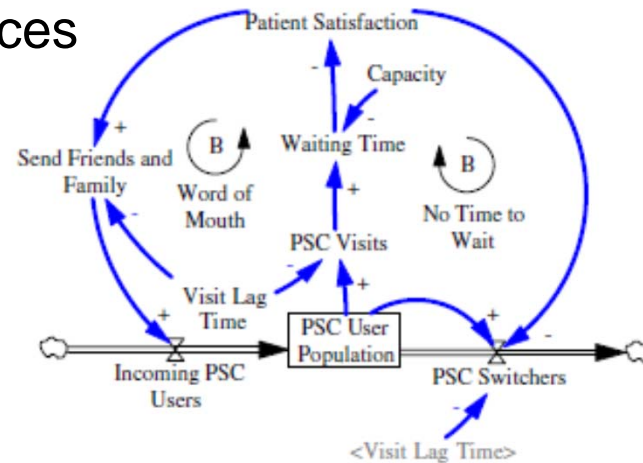 ces
Patient Satisfaction
-
Capacity
-
+
B
Waiting Time
B
Send Friends and
Family
Word of
Mouth
+
No Time to
Wait
-
PSC Visits
-
+
Visit Lag
Time
+
+
PSC User
Population
-
Incoming PSC
Users
PSC Switchers
-
<Visit Lag Time>